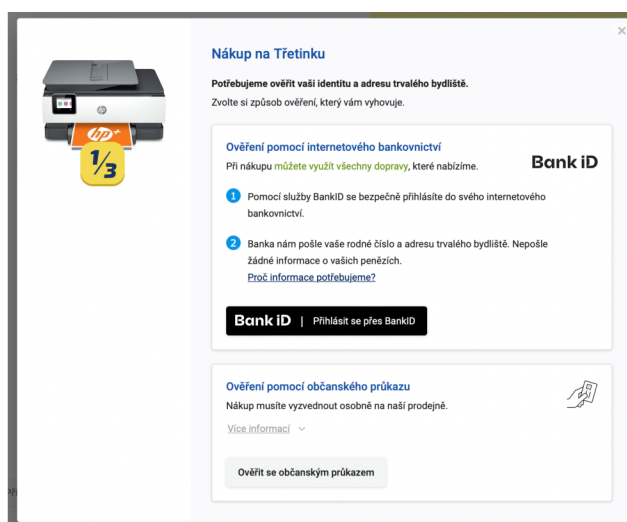 Nákup na Třetinku
Potřebujeme ověřit vaši identitu a adresu trvalého bydliště.
Zvolte si způsob ověření, který vám vyhovuje.
hp+
1/3
Ověření pomocí internetového bankovnictví
Při nákupu můžete využít všechny dopravy, které nabízíme.
Bank iD
1 Pomocí služby BankID se bezpečně přihlásíte do svého internetového
bankovnictví.
2 Banka nám pošle vaše rodné číslo a adresu trvalého bydliště. Nepošle
žádné informace o vašich penězích.
Proč informace potřebujeme?
Bank iD | Přihlásit se přes BankID
Ověření pomocí občanského průkazu
Nákup musíte vyzvednout osobně na naší prodejně.
Více informací
Ověřit se občanským průkazem